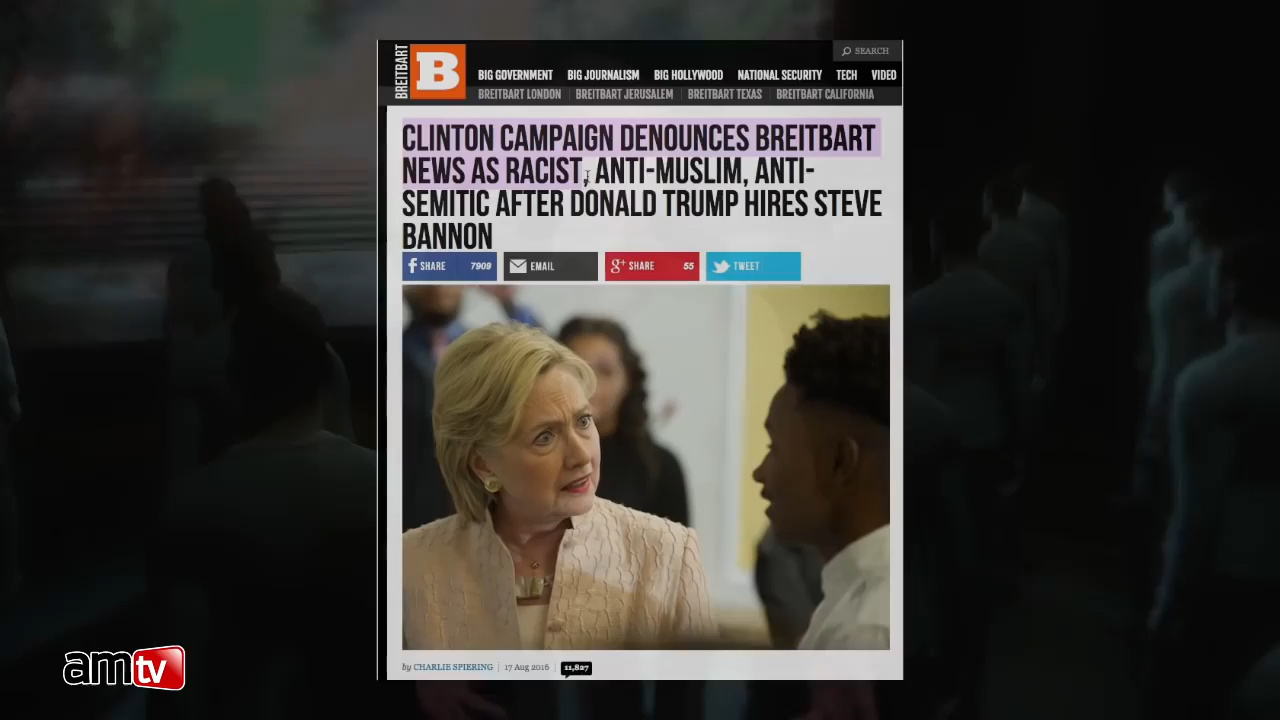 BREITBART
B
SEARCH
BIG GOVERNMENT BIG JOURNALISM BIG HOLLYWOOD NATIONAL SECURITY TECH VIDEO
BREITBART LONDON BREITBART JERUSALEM BREITBART TEXAS BREITBART CALIFORNIA
CLINTON CAMPAIGN DENOUNCES BREITBART
NEWS AS RACIST, ANTI-MUSLIM, ANTI-
SEMITIC AFTER DONALD TRUMP HIRES STEVE
BANNON
f SHARE 7909 EMAIL g+ SHARE 55 TWEET
by CHARLIE SPIERING 17 Aug 2016 11,827
amtv